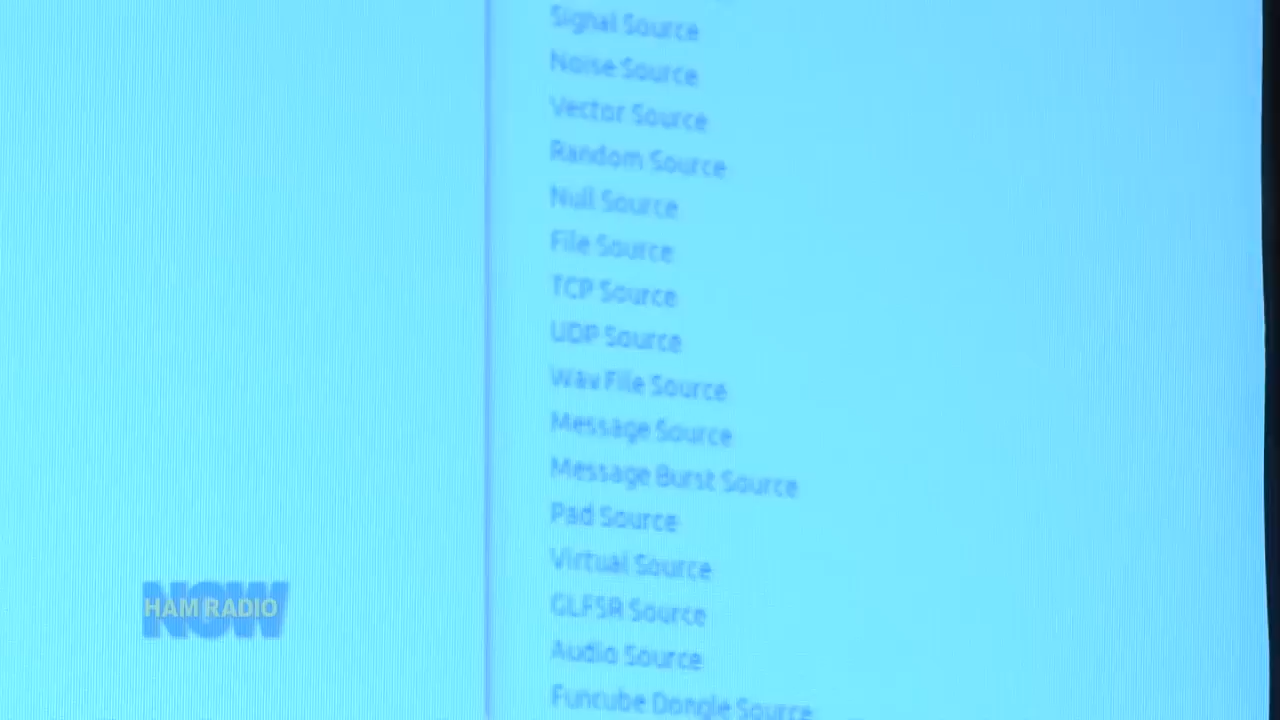 Signal Source
Noise Source
Vector Source
Random Source
Null Source
File Source
TCP Source
UDP Source
Wav File Source
Message Source
Message Burst Source
Pad Source
Virtual Source
GLFSR Source
Audio Source
Funcube Dongle Source
HAM RADIO
NOW